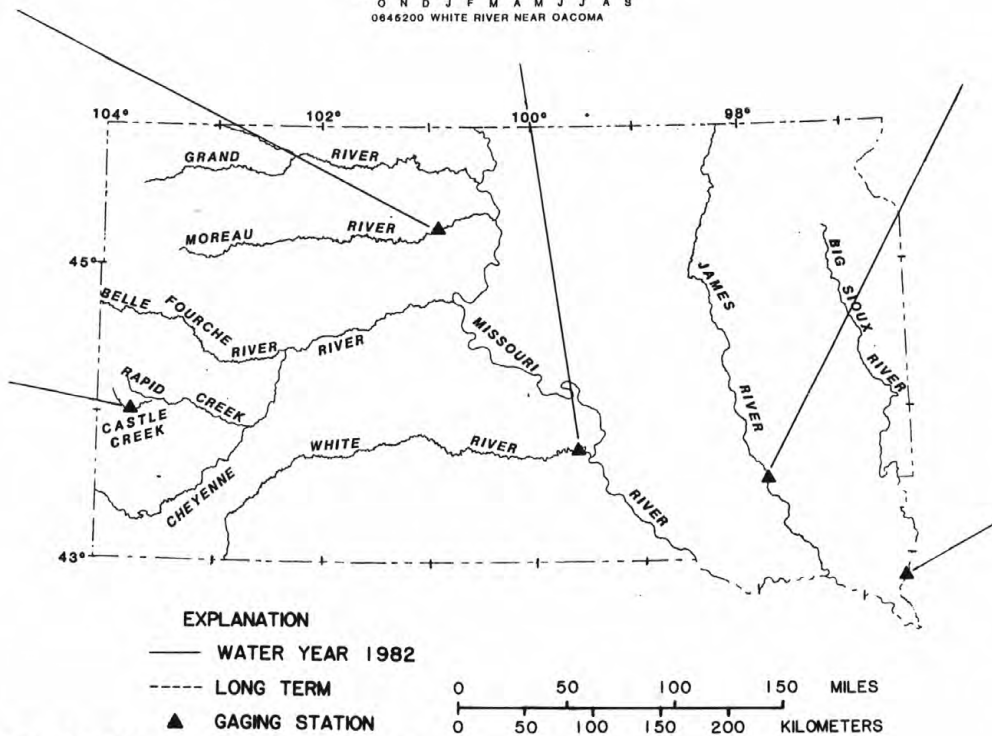 O N D J F M A M J J A S
0645200 WHITE RIVER NEAR OACOMA
104° 102° 100° 98°
GRAND RIVER
MOREAU RIVER
45°
BELLE FOURCHE RIVER
RIVER
MISSOURI
JAMES
BIG SIOUX RIVER
RAPID CREEK
CASTLE CREEK
RIVER
WHITE RIVER
CHEYENNE
RIVER
43°
EXPLANATION
WATER YEAR 1982
LONG TERM
GAGING STATION
0 50 100 150 MILES
0 50 100 150 200 KILOMETERS